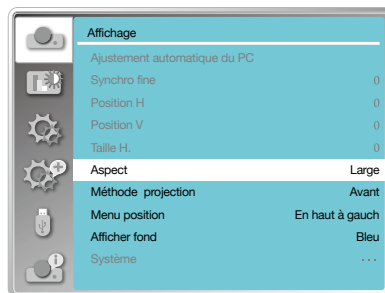 Affichage
Ajustement automatique du PC
Synchro fine 0
Position H 0
Position V 0
Taille H. 0
Aspect Large
Méthode projection Avant
Menu position En haut à gauch
Afficher fond Bleu
Système ...